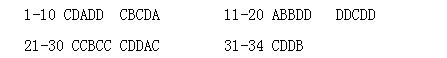 1-10 CDADD CBCDA 11-20 ABBDD DDCDD
21-30 CCBCC CDDAC 31-34 CDDB